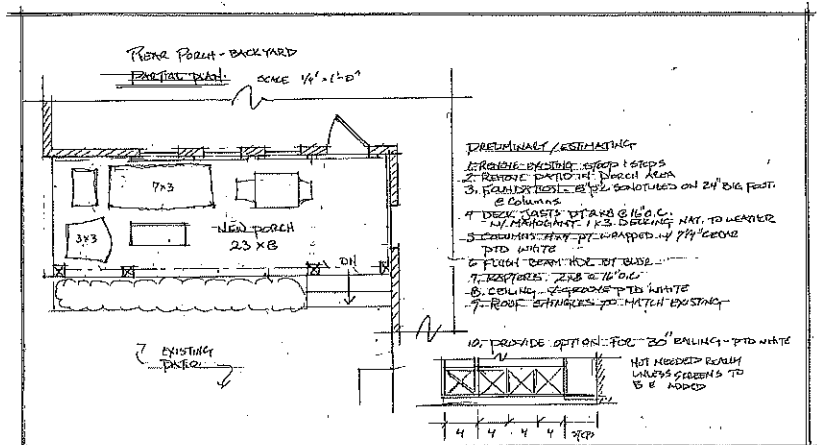 REAR PORCH - BACKYARD
PARTIAL PLAN. SCALE 1/4" = 1'-0"
7x3
3x3
NEW PORCH
23 x 8
DN
EXISTING
PATIO
PRELIMINARY / ESTIMATING
1. REMOVE EXISTING STOOP & STEPS
2. REMOVE PATIO IN PORCH AREA
3. FOUNDATION - SONOTUBES ON 24" BIG FOOT.
@ COLUMNS
4 DECK JOISTS PT 2x8 @ 16" O.C.
W/ MAHOGANY 1x3 DECKING NAT. TO WEATHER
5 COLUMNS 4x4 PT WRAPPED W/ CEDAR
PTD WHITE
6 FLUSH BEAM HDR BY BLDR
7. RAFTERS 2x8 @ 16" O.C.
8. CEILING V-GROOVE PTD WHITE
9 - ROOF SHINGLES TO MATCH EXISTING
10. PROVIDE OPTION FOR 30" RAILING - PTD WHITE
NOT NEEDED REALLY
UNLESS SCREENS TO
BE ADDED
4 4 4 4 STEPS